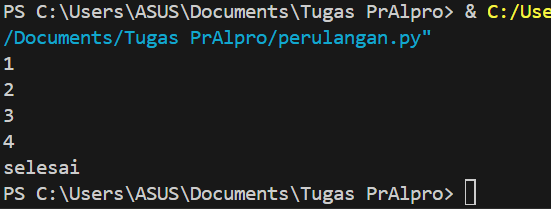 PS C:\Users\ASUS\Documents\Tugas PrAlpro> & C:/Use
/Documents/Tugas PrAlpro/perulangan.py"
1
2
3
4
selesai
PS C:\Users\ASUS\Documents\Tugas PrAlpro>